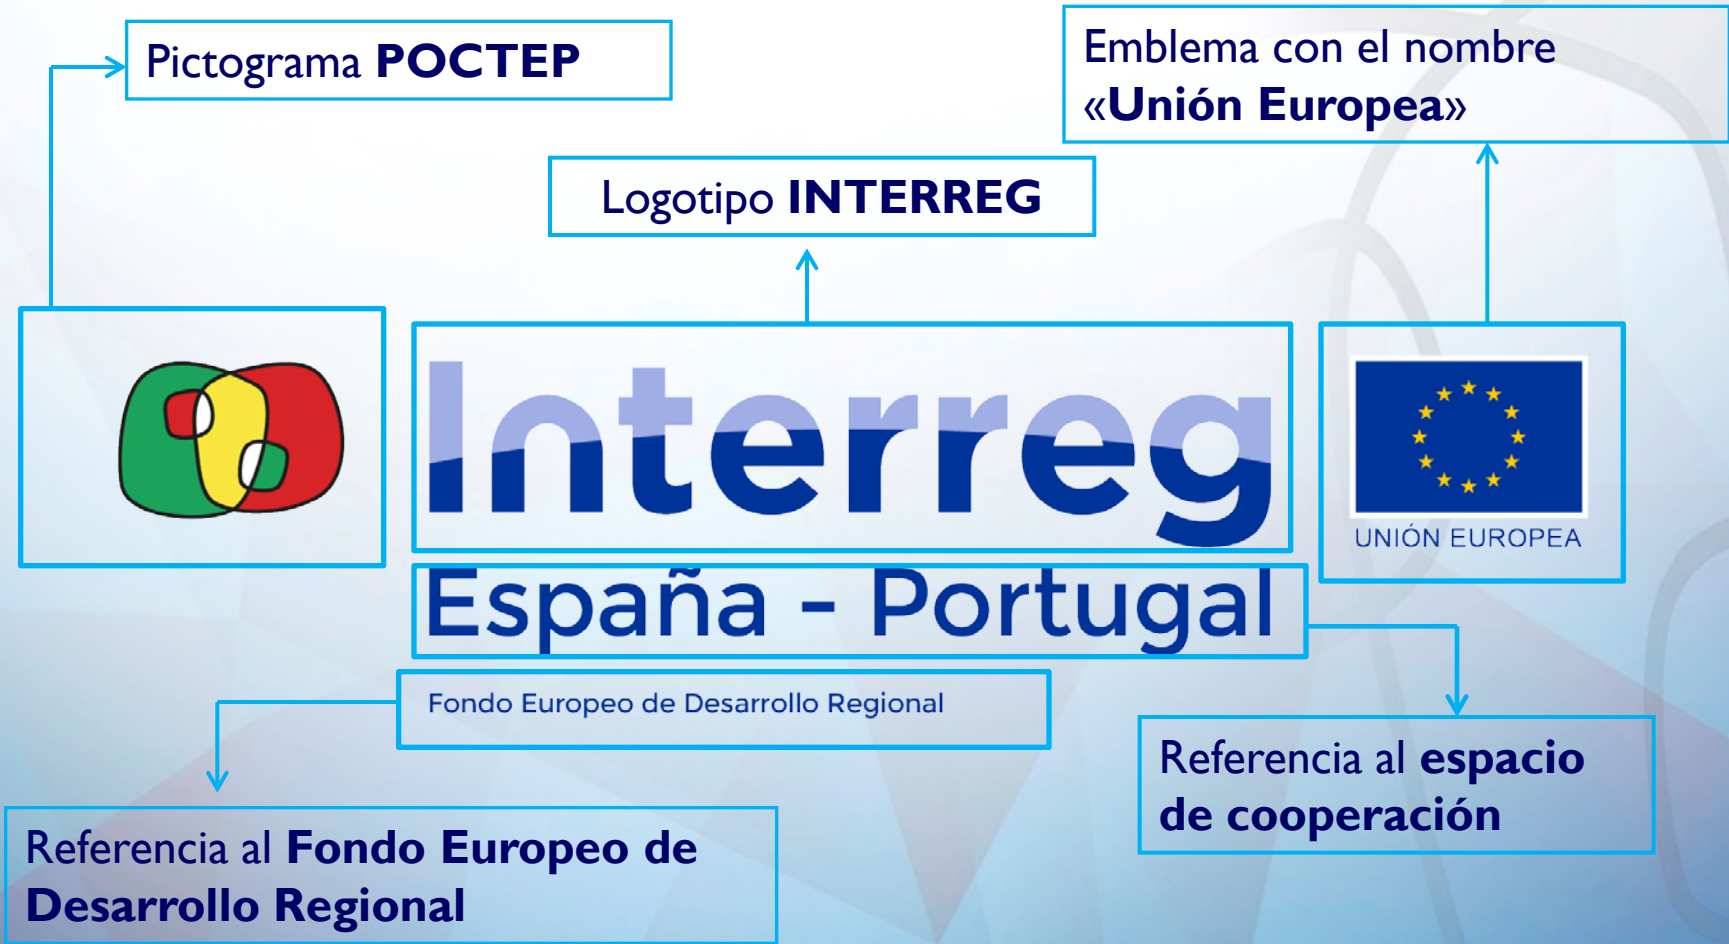 Pictograma POCTEP
Emblema con el nombre
«Unión Europea»
Logotipo INTERREG
Interreg
UNIÓN EUROPEA
España - Portugal
Fondo Europeo de Desarrollo Regional
Referencia al espacio
de cooperación
Referencia al Fondo Europeo de
Desarrollo Regional